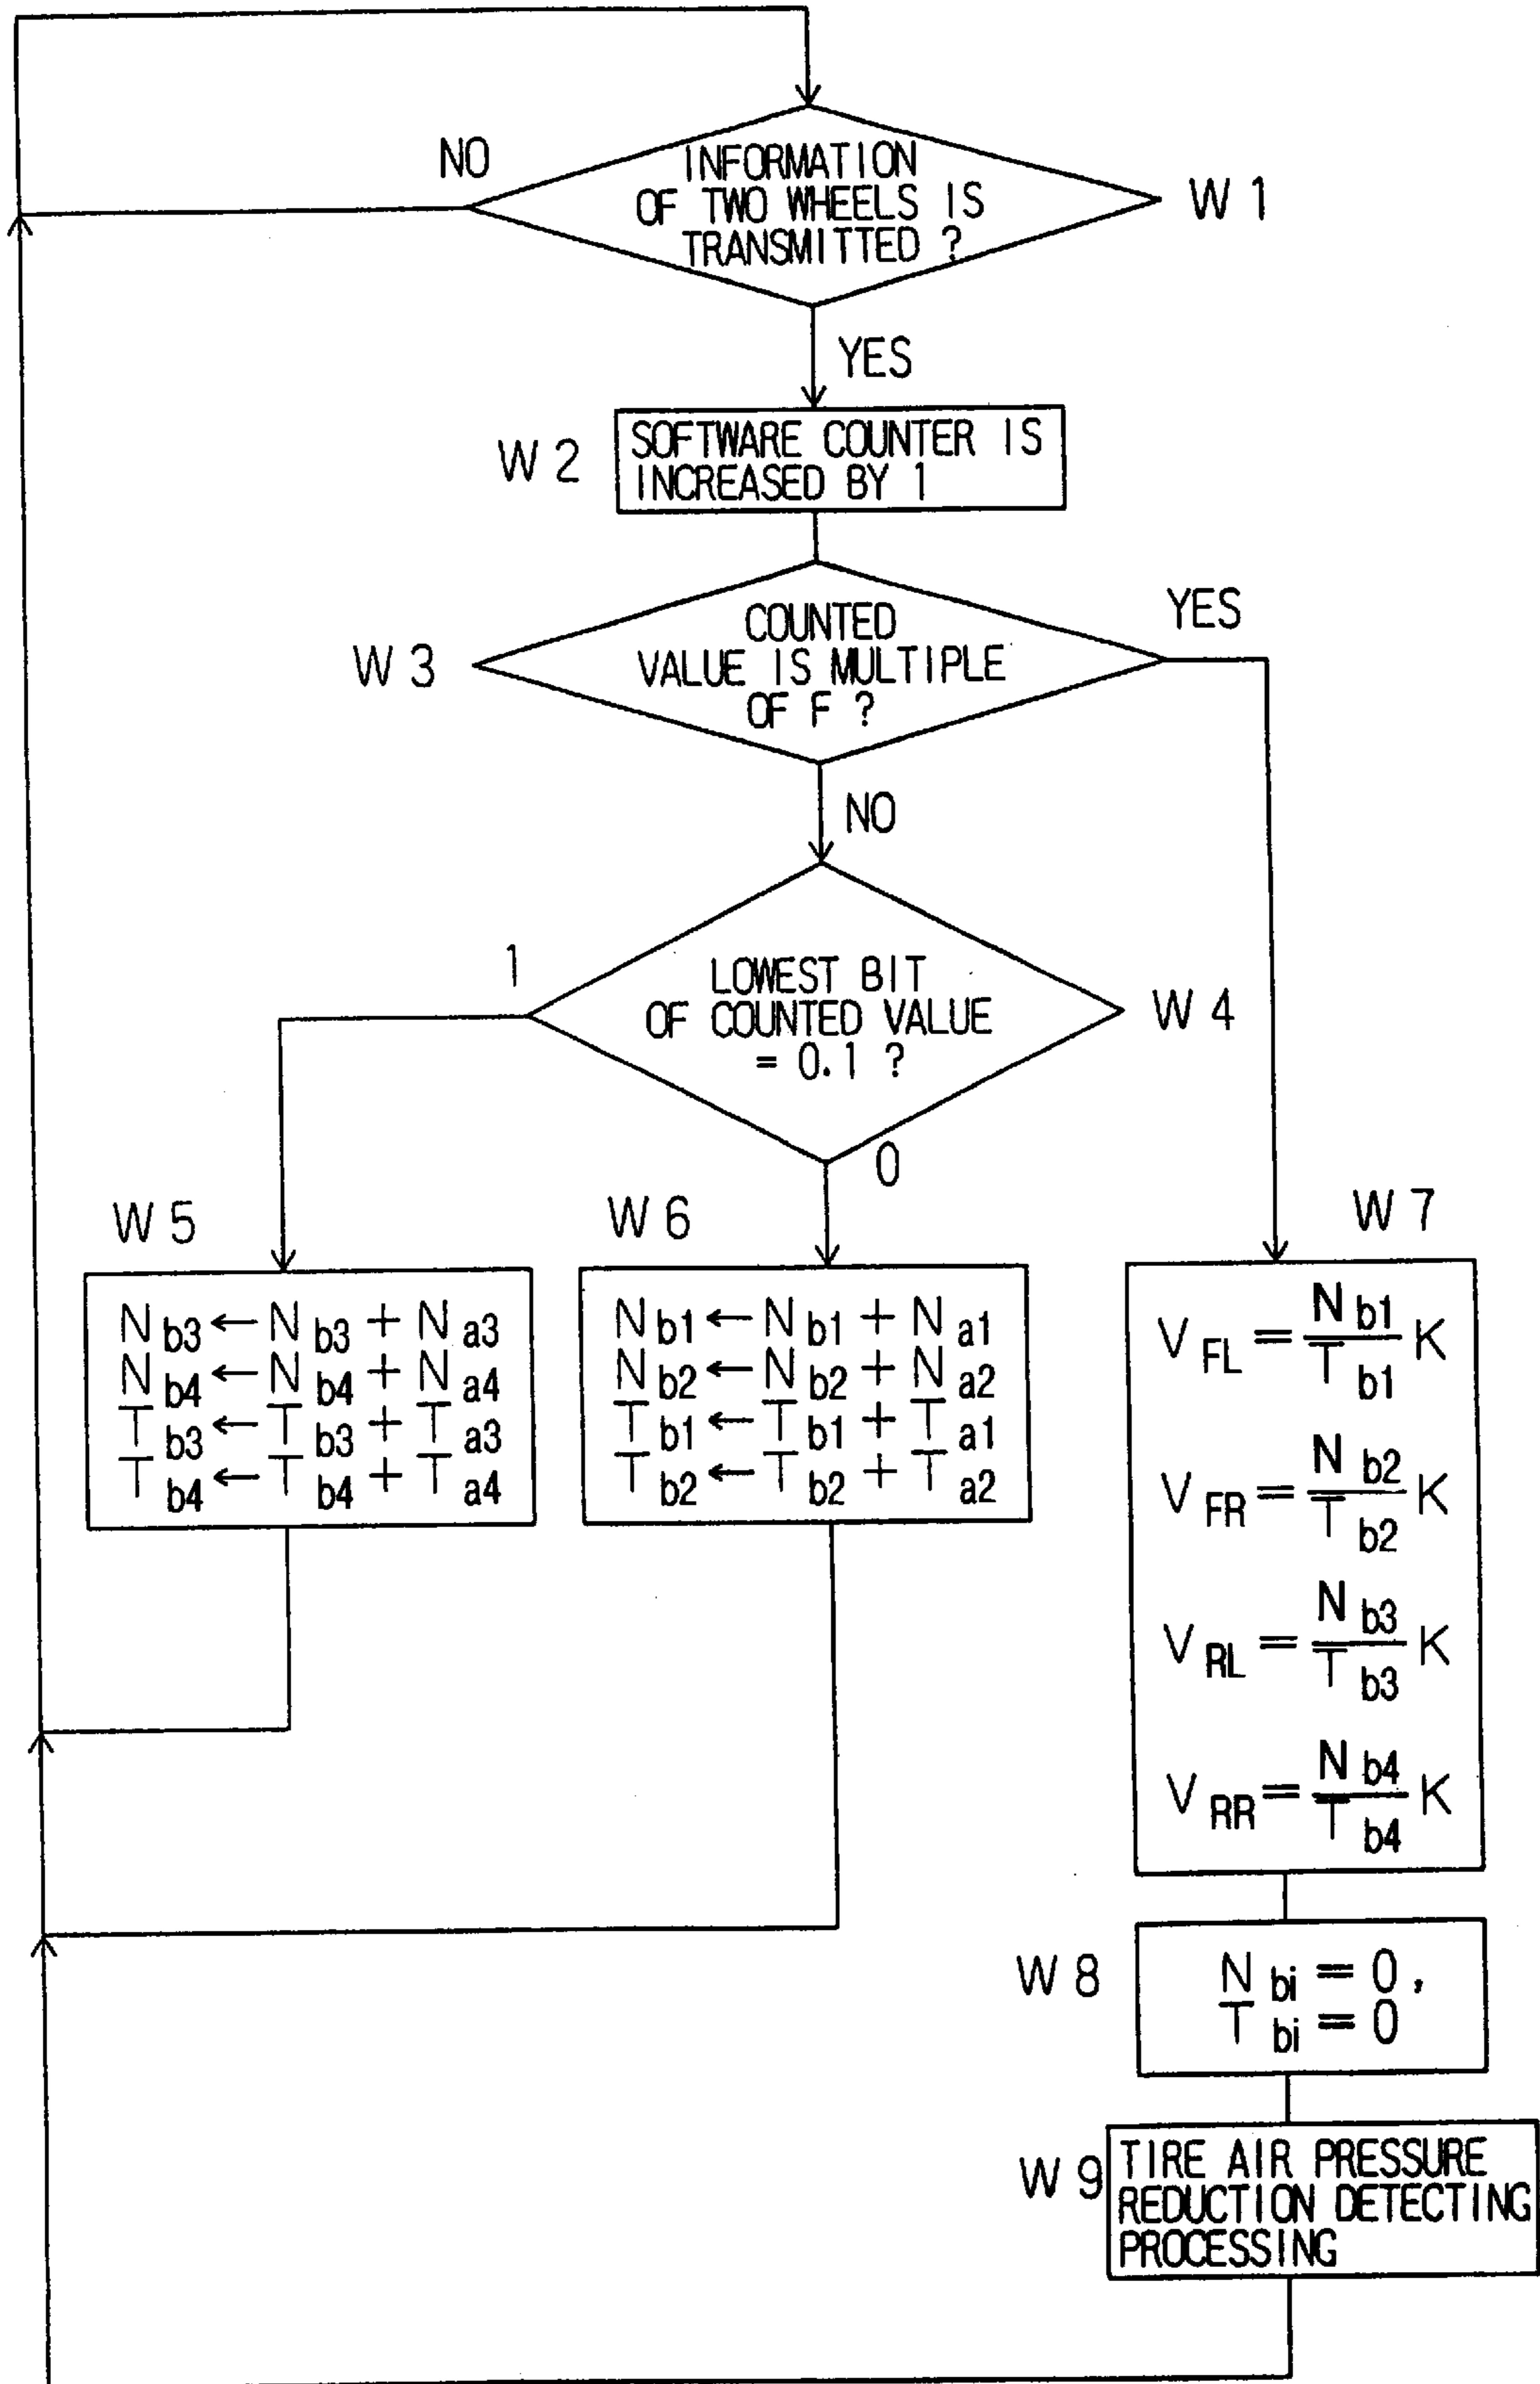 NO
INFORMATION
OF TWO WHEELS IS
TRANSMITTED ?
W 1
YES
W 2
SOFTWARE COUNTER IS
INCREASED BY 1
W 3
COUNTED
VALUE IS MULTIPLE
OF F ?
YES
NO
1
LOWEST BIT
OF COUNTED VALUE
= 0.1 ?
W 4
0
W 5
N b3 ← N b3 + N a3
N b4 ← N b4 + N a4
T b3 ← T b3 + T a3
T b4 ← T b4 + T a4
W 6
N b1 ← N b1 + N a1
N b2 ← N b2 + N a2
T b1 ← T b1 + T a1
T b2 ← T b2 + T a2
W 7
V FL = N b1 / T b1 K
V FR = N b2 / T b2 K
V RL = N b3 / T b3 K
V RR = N b4 / T b4 K
W 8
N bi = 0 ,
T bi = 0
W 9
TIRE AIR PRESSURE
REDUCTION DETECTING
PROCESSING